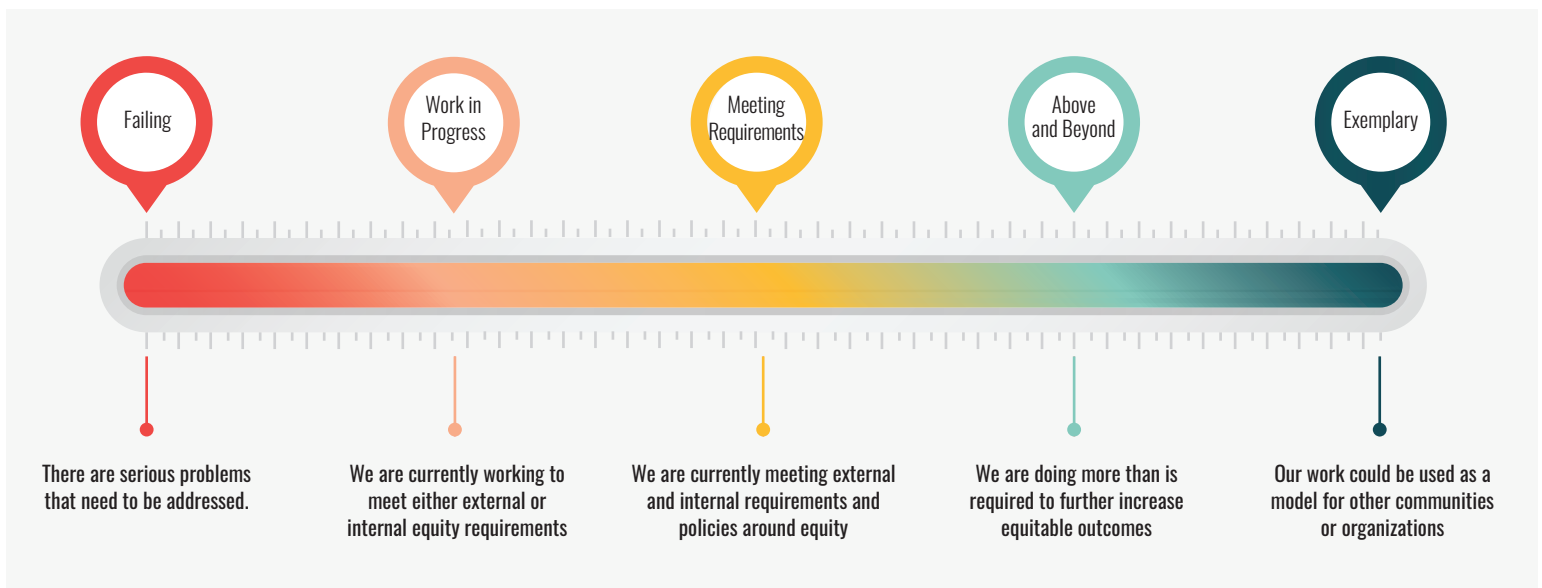 Failing
Work in
Progress
Meeting
Requirements
Above
and Beyond
Exemplary
There are serious problems
that need to be addressed.
We are currently working to
meet either external or
internal equity requirements
We are currently meeting external
and internal requirements and
policies around equity
We are doing more than is
required to further increase
equitable outcomes
Our work could be used as a
model for other communities
or organizations